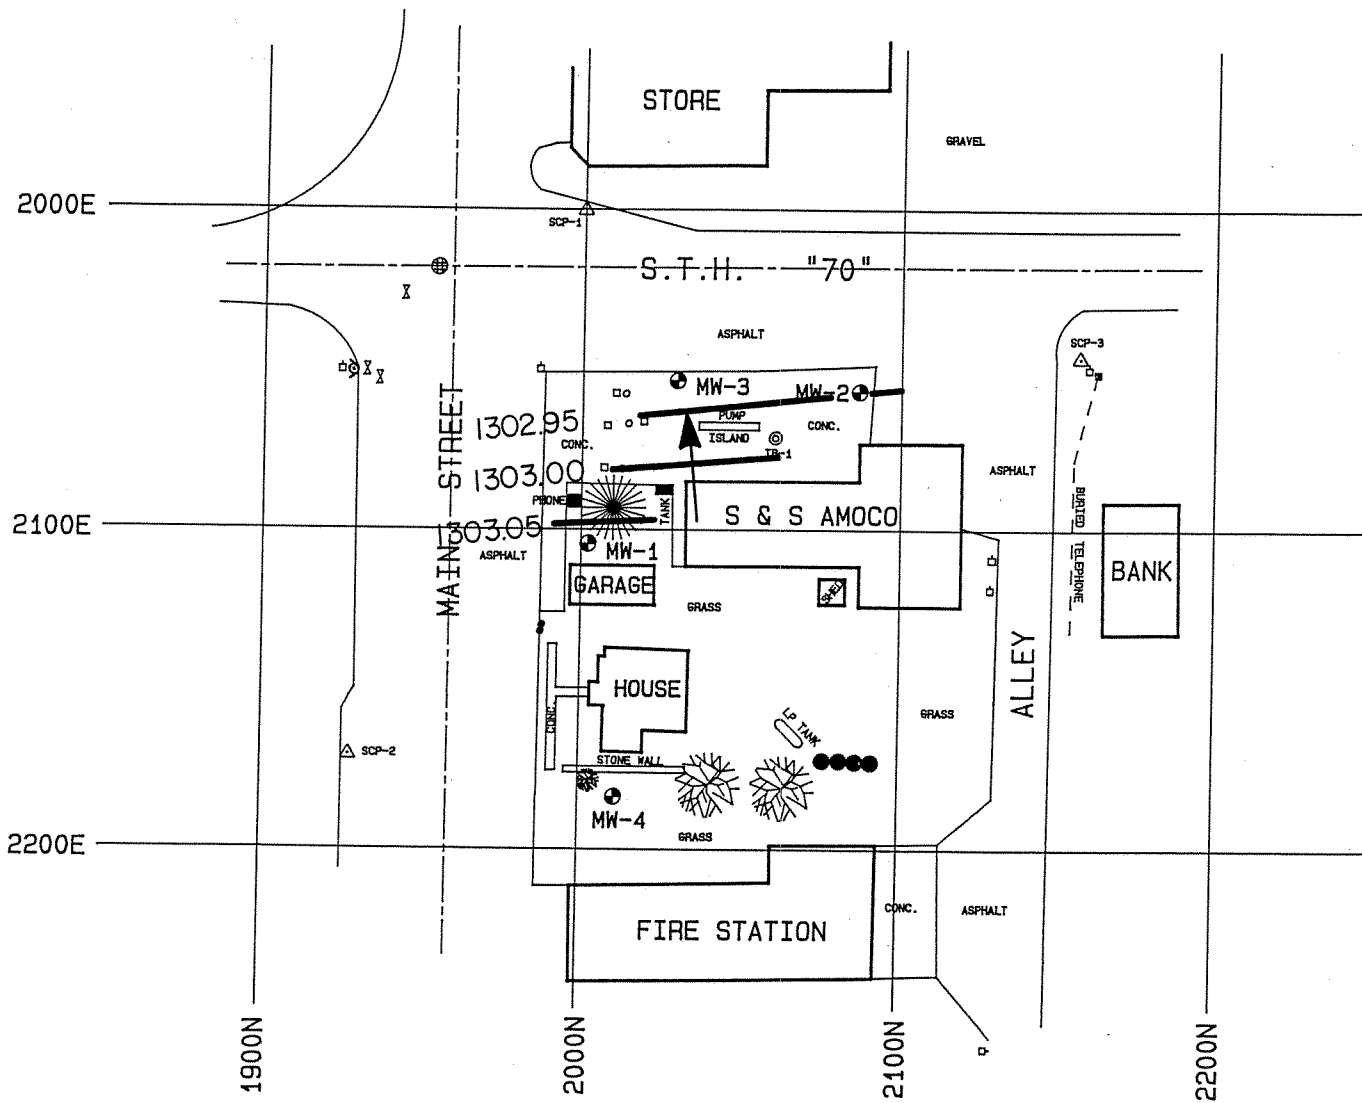 STORE
GRAVEL
2000E
SCP-1
S.T.H. "70"
ASPHALT
SCP-3
MW-3
MW-2
PUMP
ISLAND
CONC.
TB-1
1302.95
CONC.
1303.00
1303.05
MAIN STREET
PHONE
TANK
ASPHALT
BURIED TELEPHONE
2100E
S & S AMOCO
ASPHALT
MW-1
GARAGE
SHED
BANK
GRASS
ALLEY
HOUSE
CONC.
LP TANK
GRASS
SCP-2
STONE WALL
MW-4
GRASS
2200E
FIRE STATION
CONC.
ASPHALT
1900N
2000N
2100N
2200N